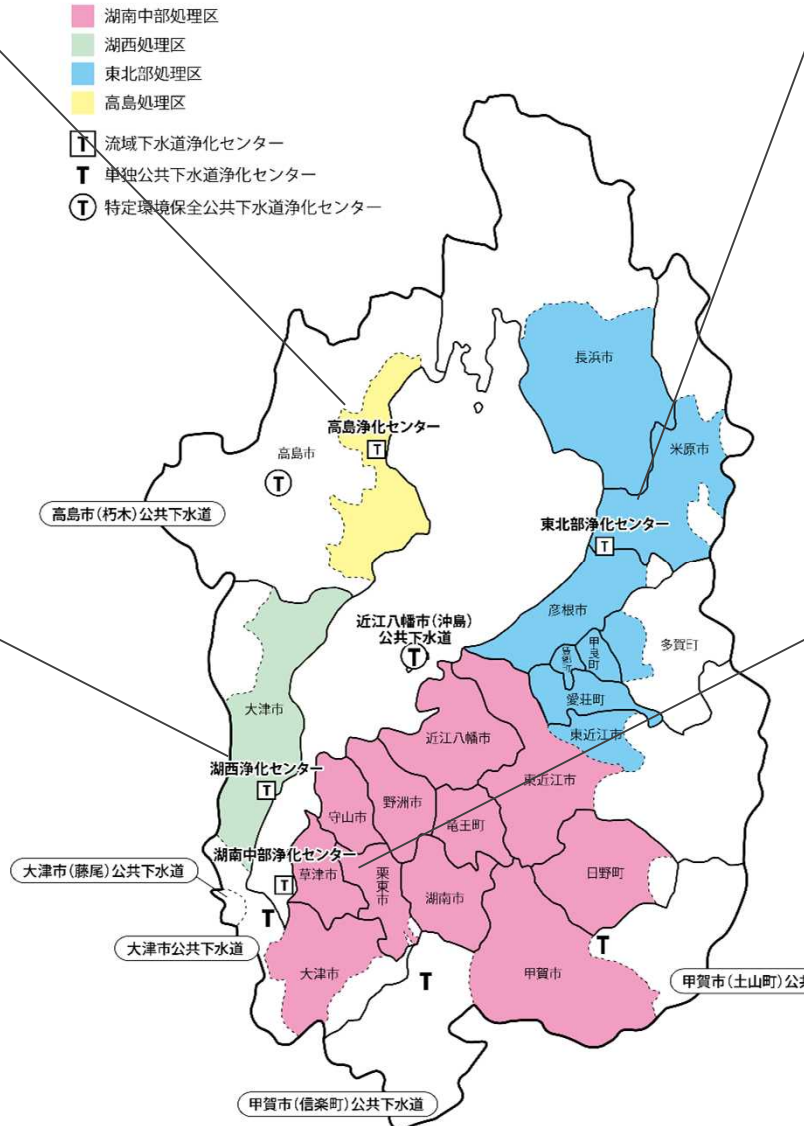 湖南中部処理区
湖西処理区
東北部処理区
高島処理区
T 流域下水道浄化センター
T 単独公共下水道浄化センター
T 特定環境保全公共下水道浄化センター
長浜市
米原市
高島浄化センター
T
高島市
T
高島市(朽木)公共下水道
東北部浄化センター
T
彦根市
近江八幡市(沖島)
公共下水道
T
多賀町
甲良町
愛荘町
東近江市
大津市
近江八幡市
湖西浄化センター
T
東近江市
野洲市
守山市
竜王町
湖南中部浄化センター
T
草津市
栗東市
湖南市
日野町
大津市(藤尾)公共下水道
T
大津市公共下水道
大津市
T
甲賀市
T
甲賀市(土山町)公共
甲賀市(信楽町)公共下水道